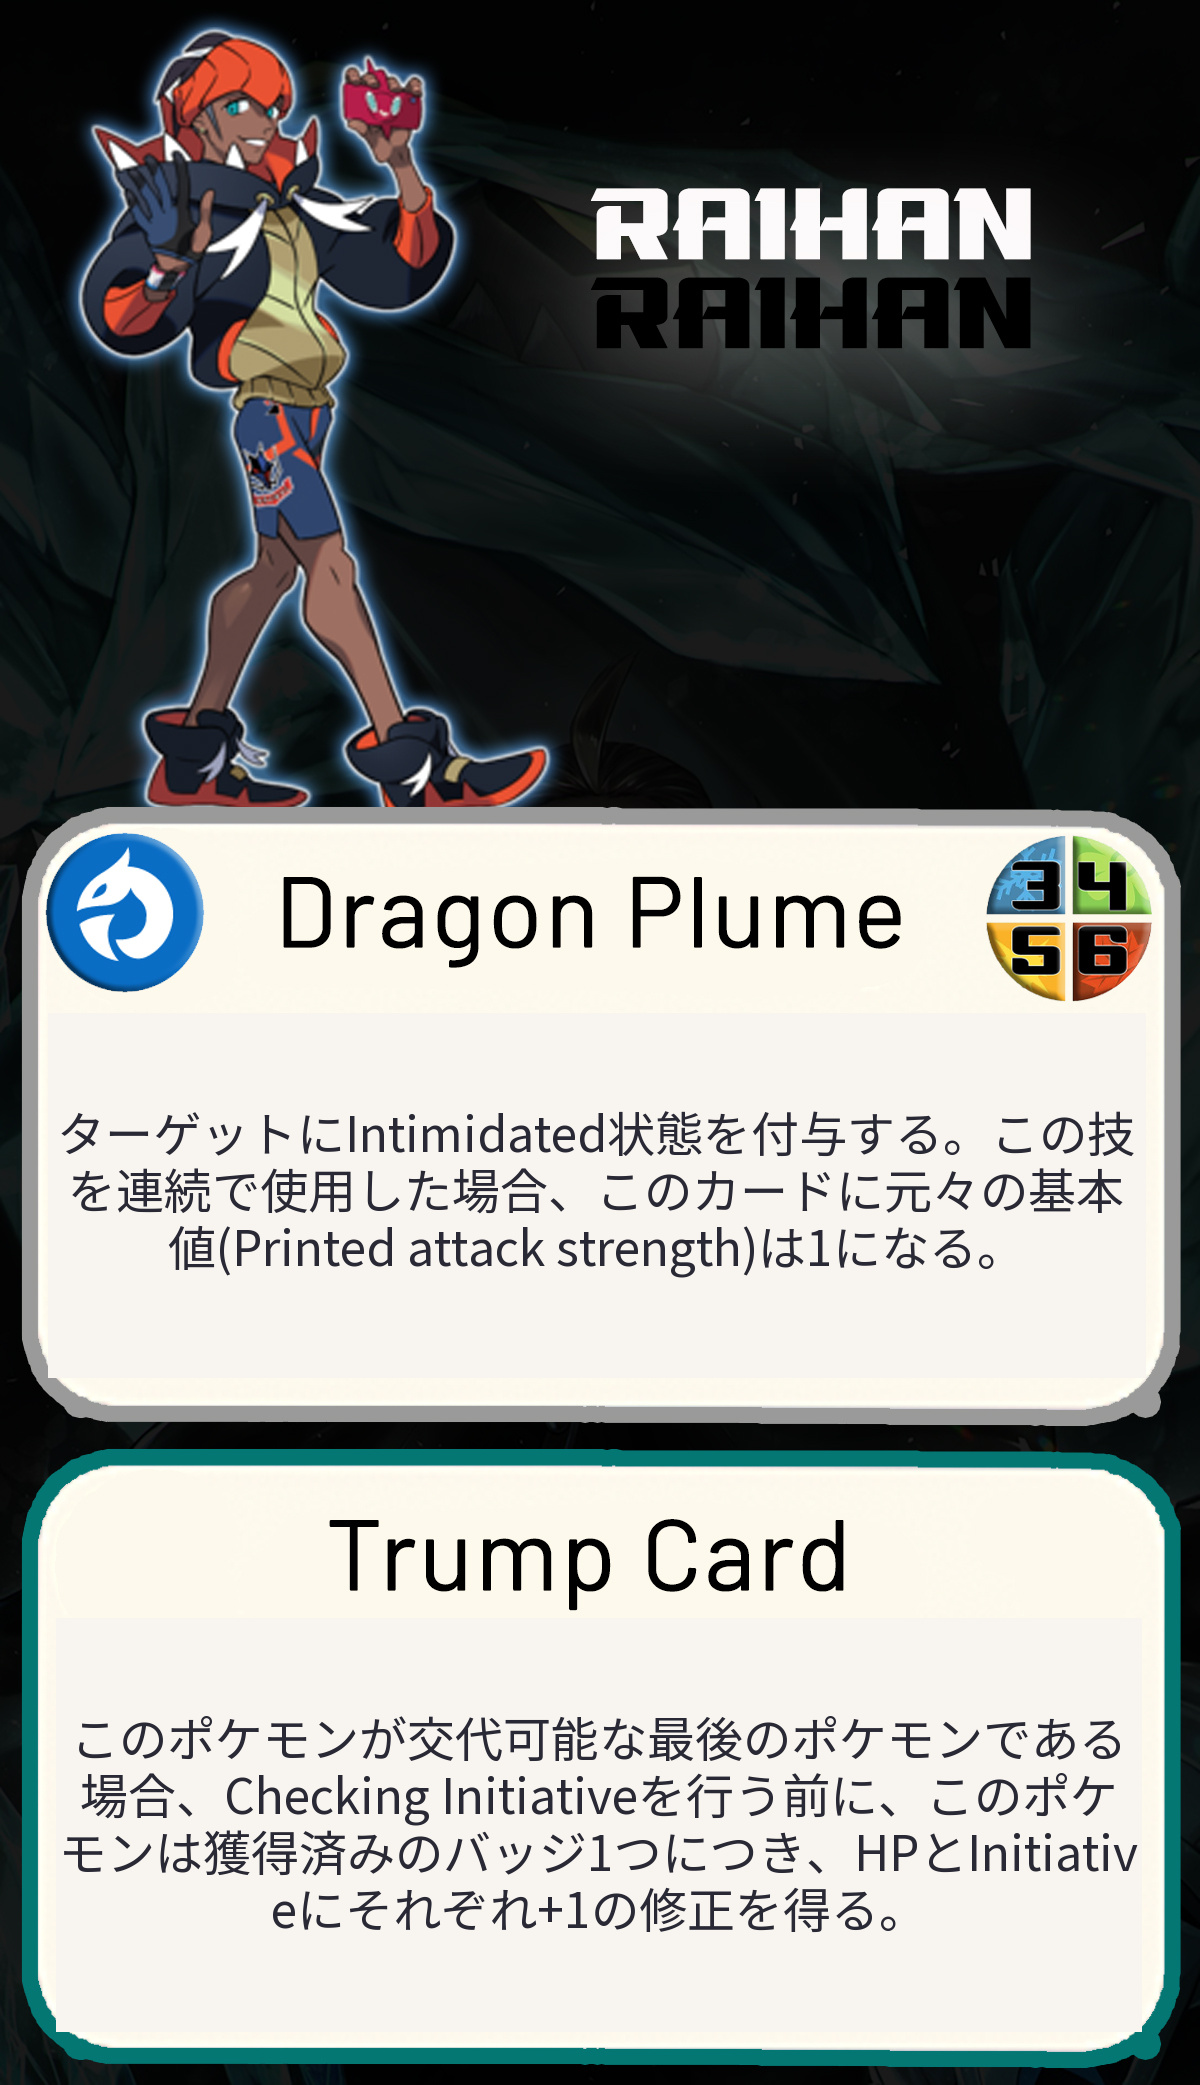 RAIHAN
RAIHAN
Dragon Plume
3 4
5 6
ターゲットにIntimidated状態を付与する。この技
を連続で使用した場合、このカードに元々の基本
値(Printed attack strength)は1になる。
Trump Card
このポケモンが交代可能な最後のポケモンである
場合、Checking Initiativeを行う前に、このポケ
モンは獲得済みのバッジ1つにつき、HPとInitiativ
eにそれぞれ+1の修正を得る。